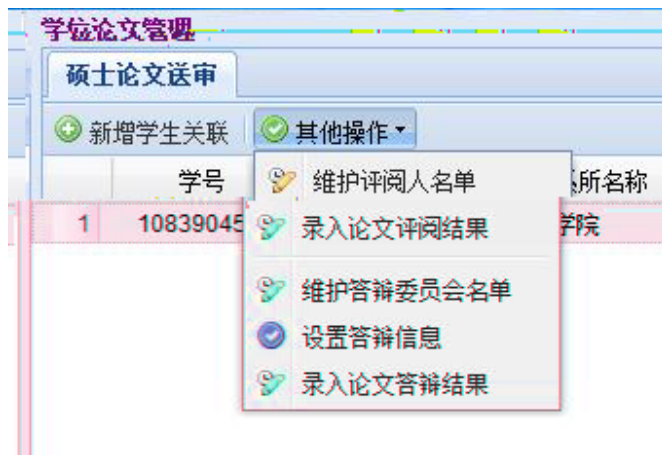 学位论文管理
硕士论文送审
新增学生关联 其他操作
学号 所名称
维护评阅人名单
1 10839045 学院
录入论文评阅结果
维护答辩委员会名单
设置答辩信息
录入论文答辩结果